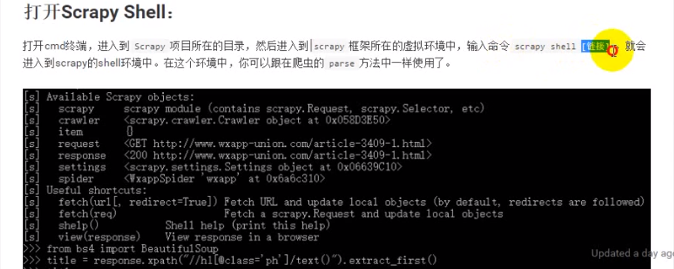 打开Scrapy Shell：
打开cmd终端，进入到 Scrapy 项目所在的目录，然后进入到 scrapy 框架所在的虚拟环境中，输入命令 scrapy shell [链接] ，就会
进入到scrapy的shell环境中。在这个环境中，你可以跟在爬虫的 parse 方法中一样使用了。
[s] Available Scrapy objects:
[s]   scrapy     scrapy module (contains scrapy.Request, scrapy.Selector, etc)
[s]   crawler    <scrapy.crawler.Crawler object at 0x058D3E50>
[s]   item       {}
[s]   request    <GET http://www.wxapp-union.com/article-3409-1.html>
[s]   response   <200 http://www.wxapp-union.com/article-3409-1.html>
[s]   settings   <scrapy.settings.Settings object at 0x06639C10>
[s]   spider     <WxappSpider 'wxapp' at 0x6a6c310>
[s] Useful shortcuts:
[s]   fetch(url[, redirect=True]) Fetch URL and update local objects (by default, redirects are followed)
[s]   fetch(req)                  Fetch a scrapy.Request and update local objects
[s]   shelp()           Shell help (print this help)
[s]   view(response)    View response in a browser
>>> from bs4 import BeautifulSoup
Updated a day ago
>>> title = response.xpath("//h1[@class='ph']/text()").extract_first()